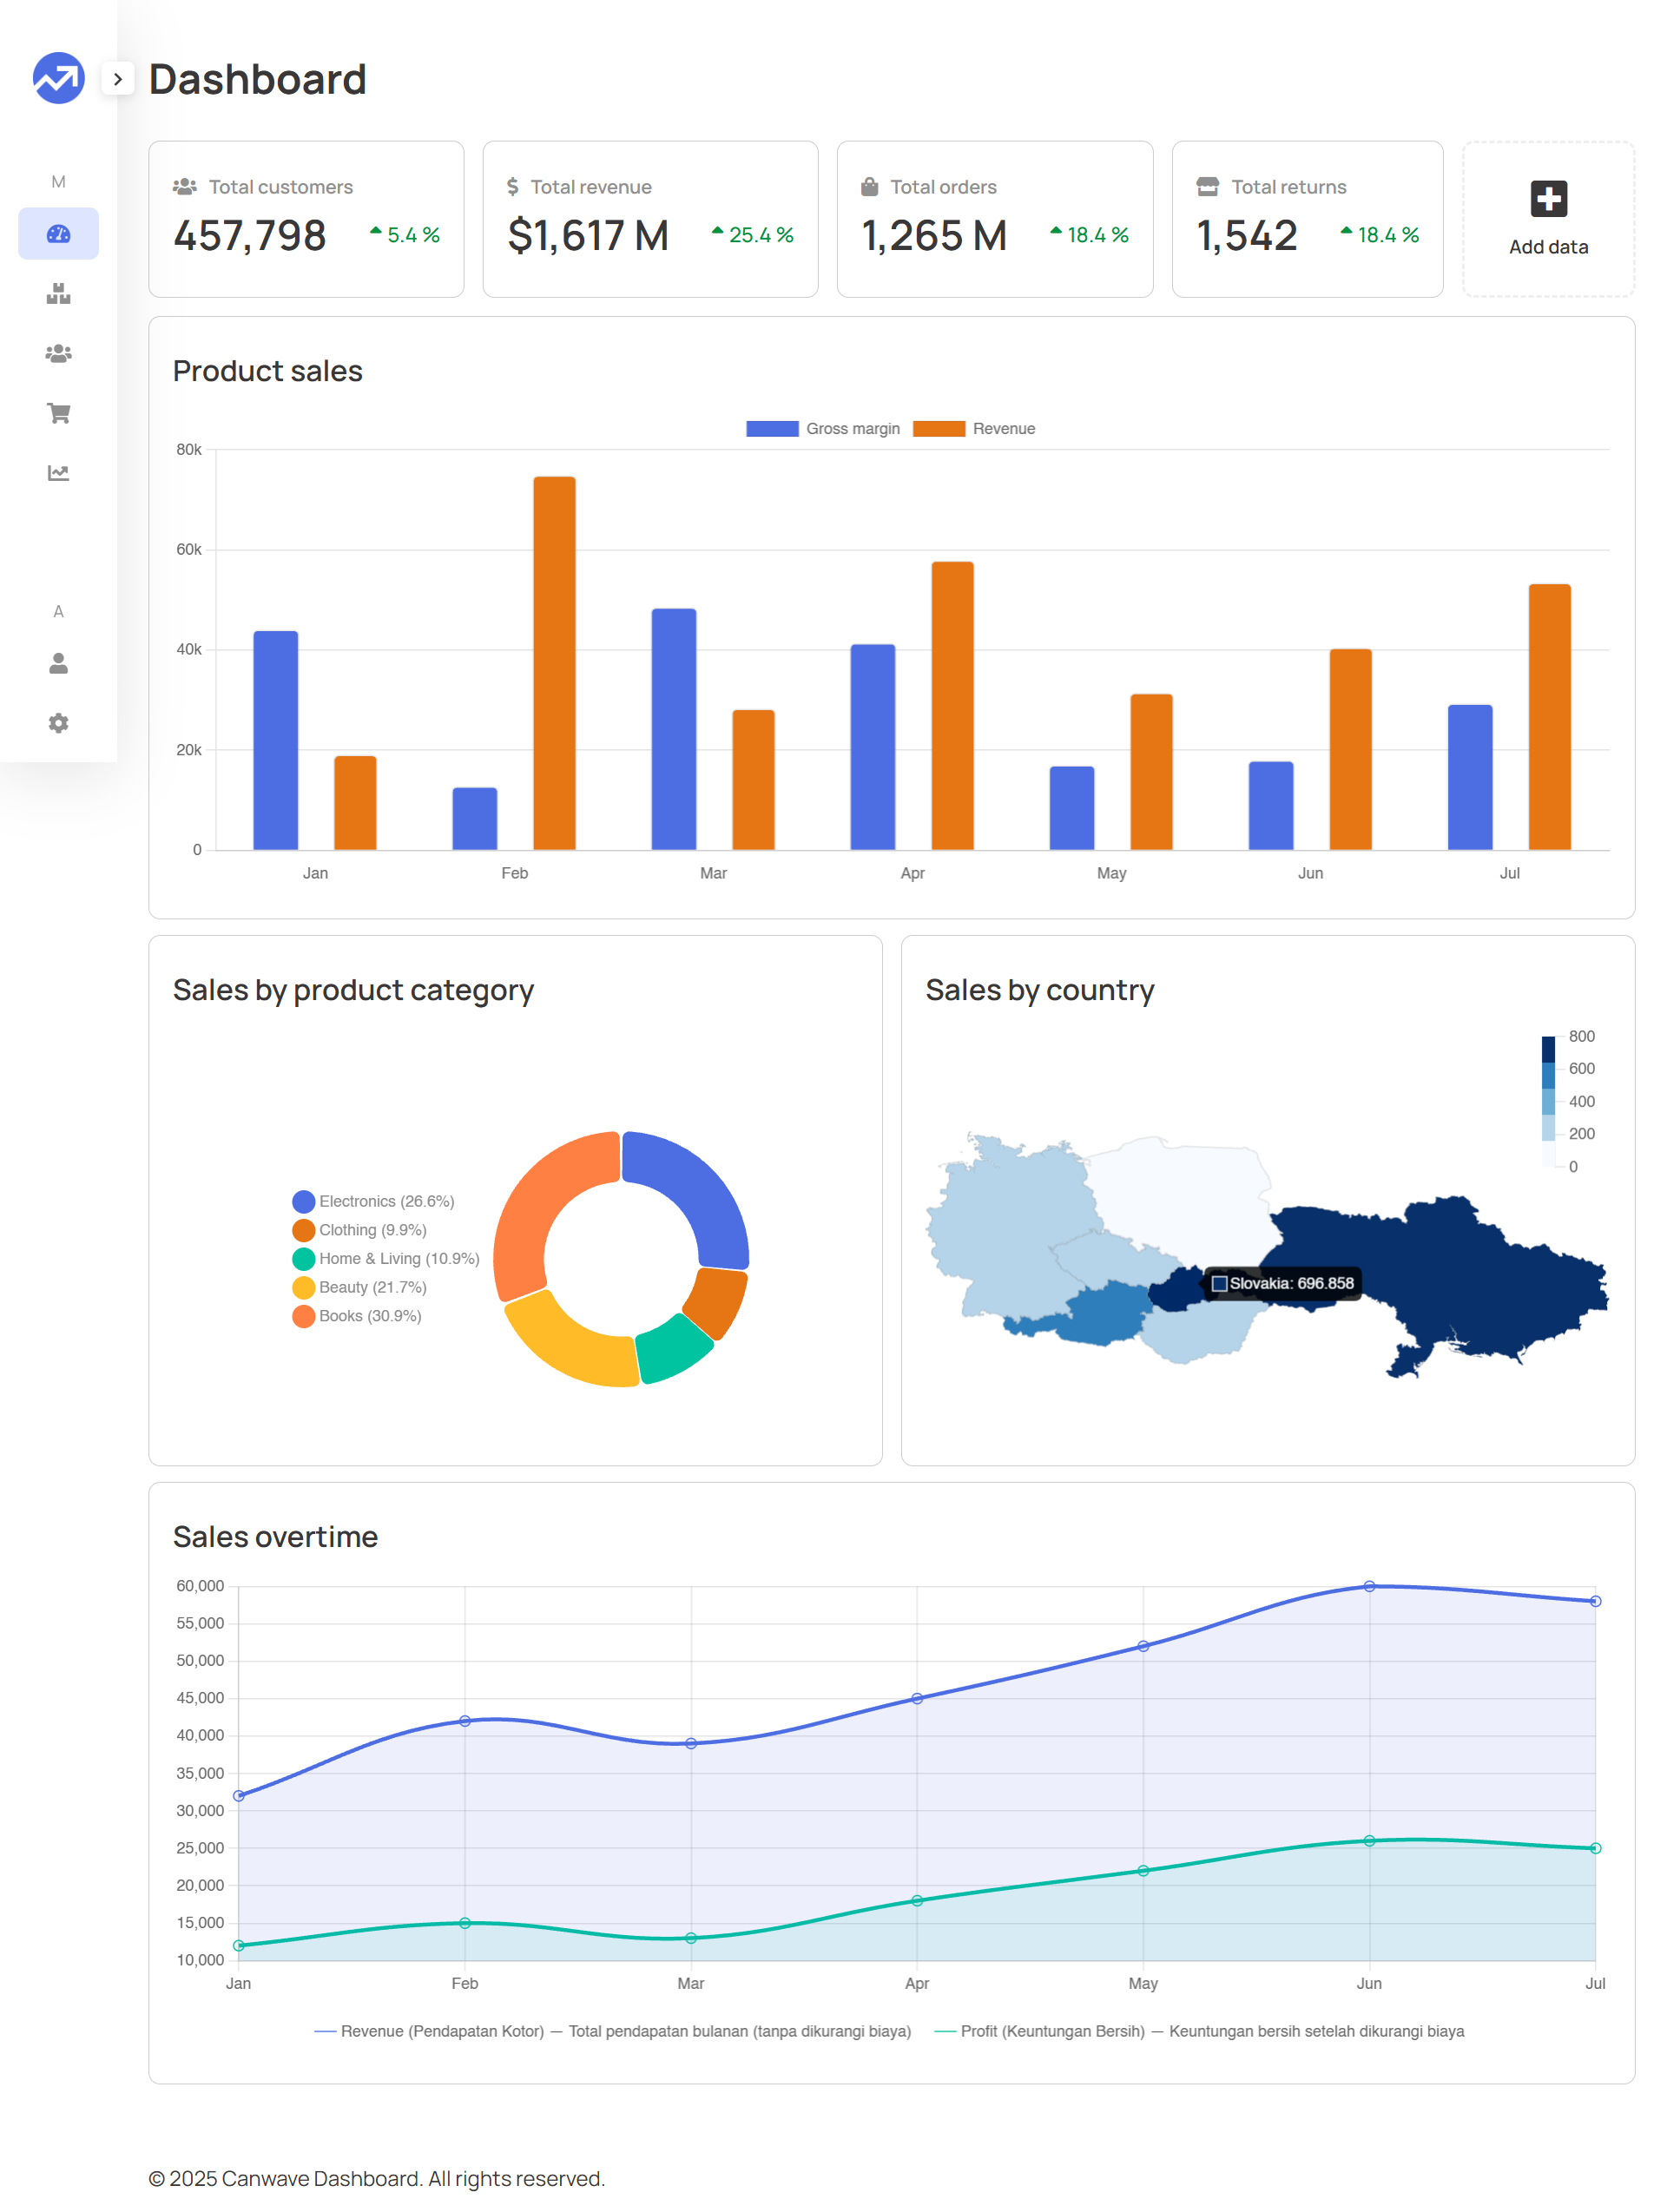 Dashboard
M
A
Total customers
457,798 5.4 %
Total revenue
$1,617 M 25.4 %
Total orders
1,265 M 18.4 %
Total returns
1,542 18.4 %
Add data
Product sales
Gross margin Revenue
80k
60k
40k
20k
0
Jan Feb Mar Apr May Jun Jul
Sales by product category
Electronics (26.6%)
Clothing (9.9%)
Home & Living (10.9%)
Beauty (21.7%)
Books (30.9%)
Sales by country
800
600
400
200
0
Slovakia: 696.858
Sales overtime
60,000
55,000
50,000
45,000
40,000
35,000
30,000
25,000
20,000
15,000
10,000
Jan Feb Mar Apr May Jun Jul
Revenue (Pendapatan Kotor) — Total pendapatan bulanan (tanpa dikurangi biaya) Profit (Keuntungan Bersih) — Keuntungan bersih setelah dikurangi biaya
© 2025 Canwave Dashboard. All rights reserved.